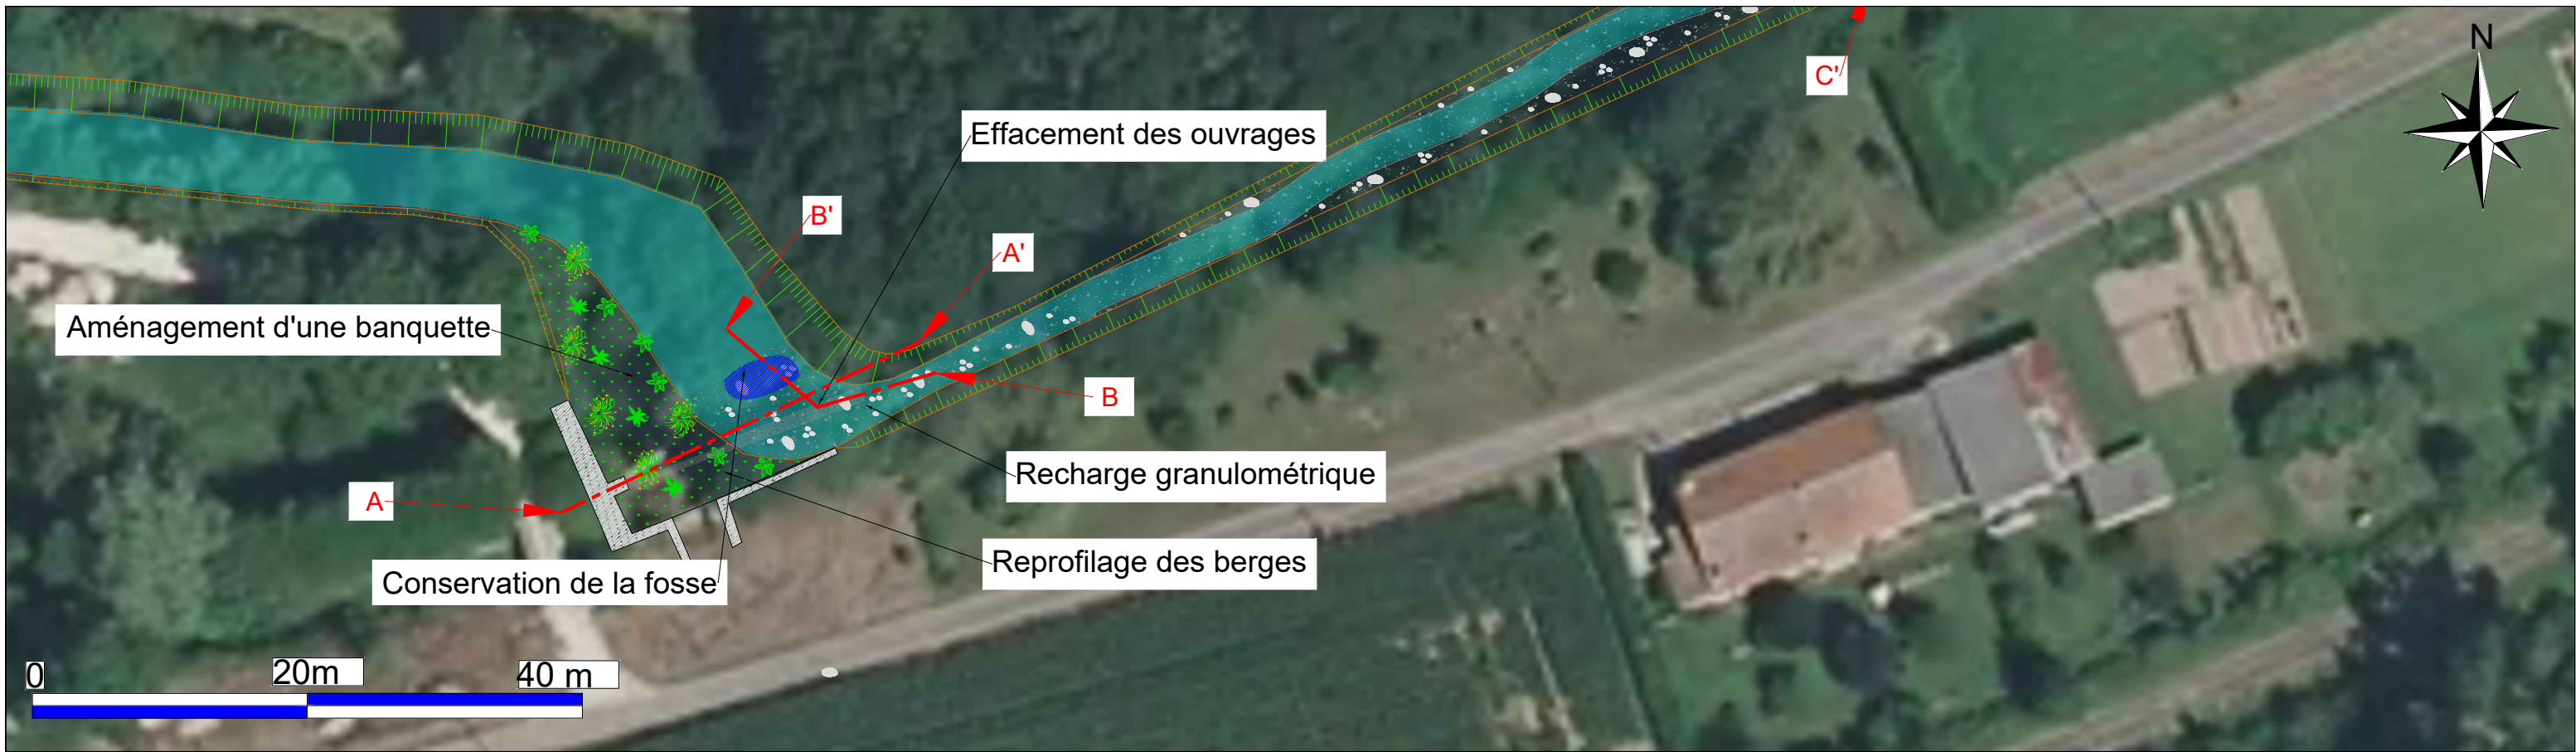 N
C'
Effacement des ouvrages
B'
A'
Aménagement d'une banquette
B
Recharge granulométrique
A
Reprofilage des berges
Conservation de la fosse
0 20m 40 m